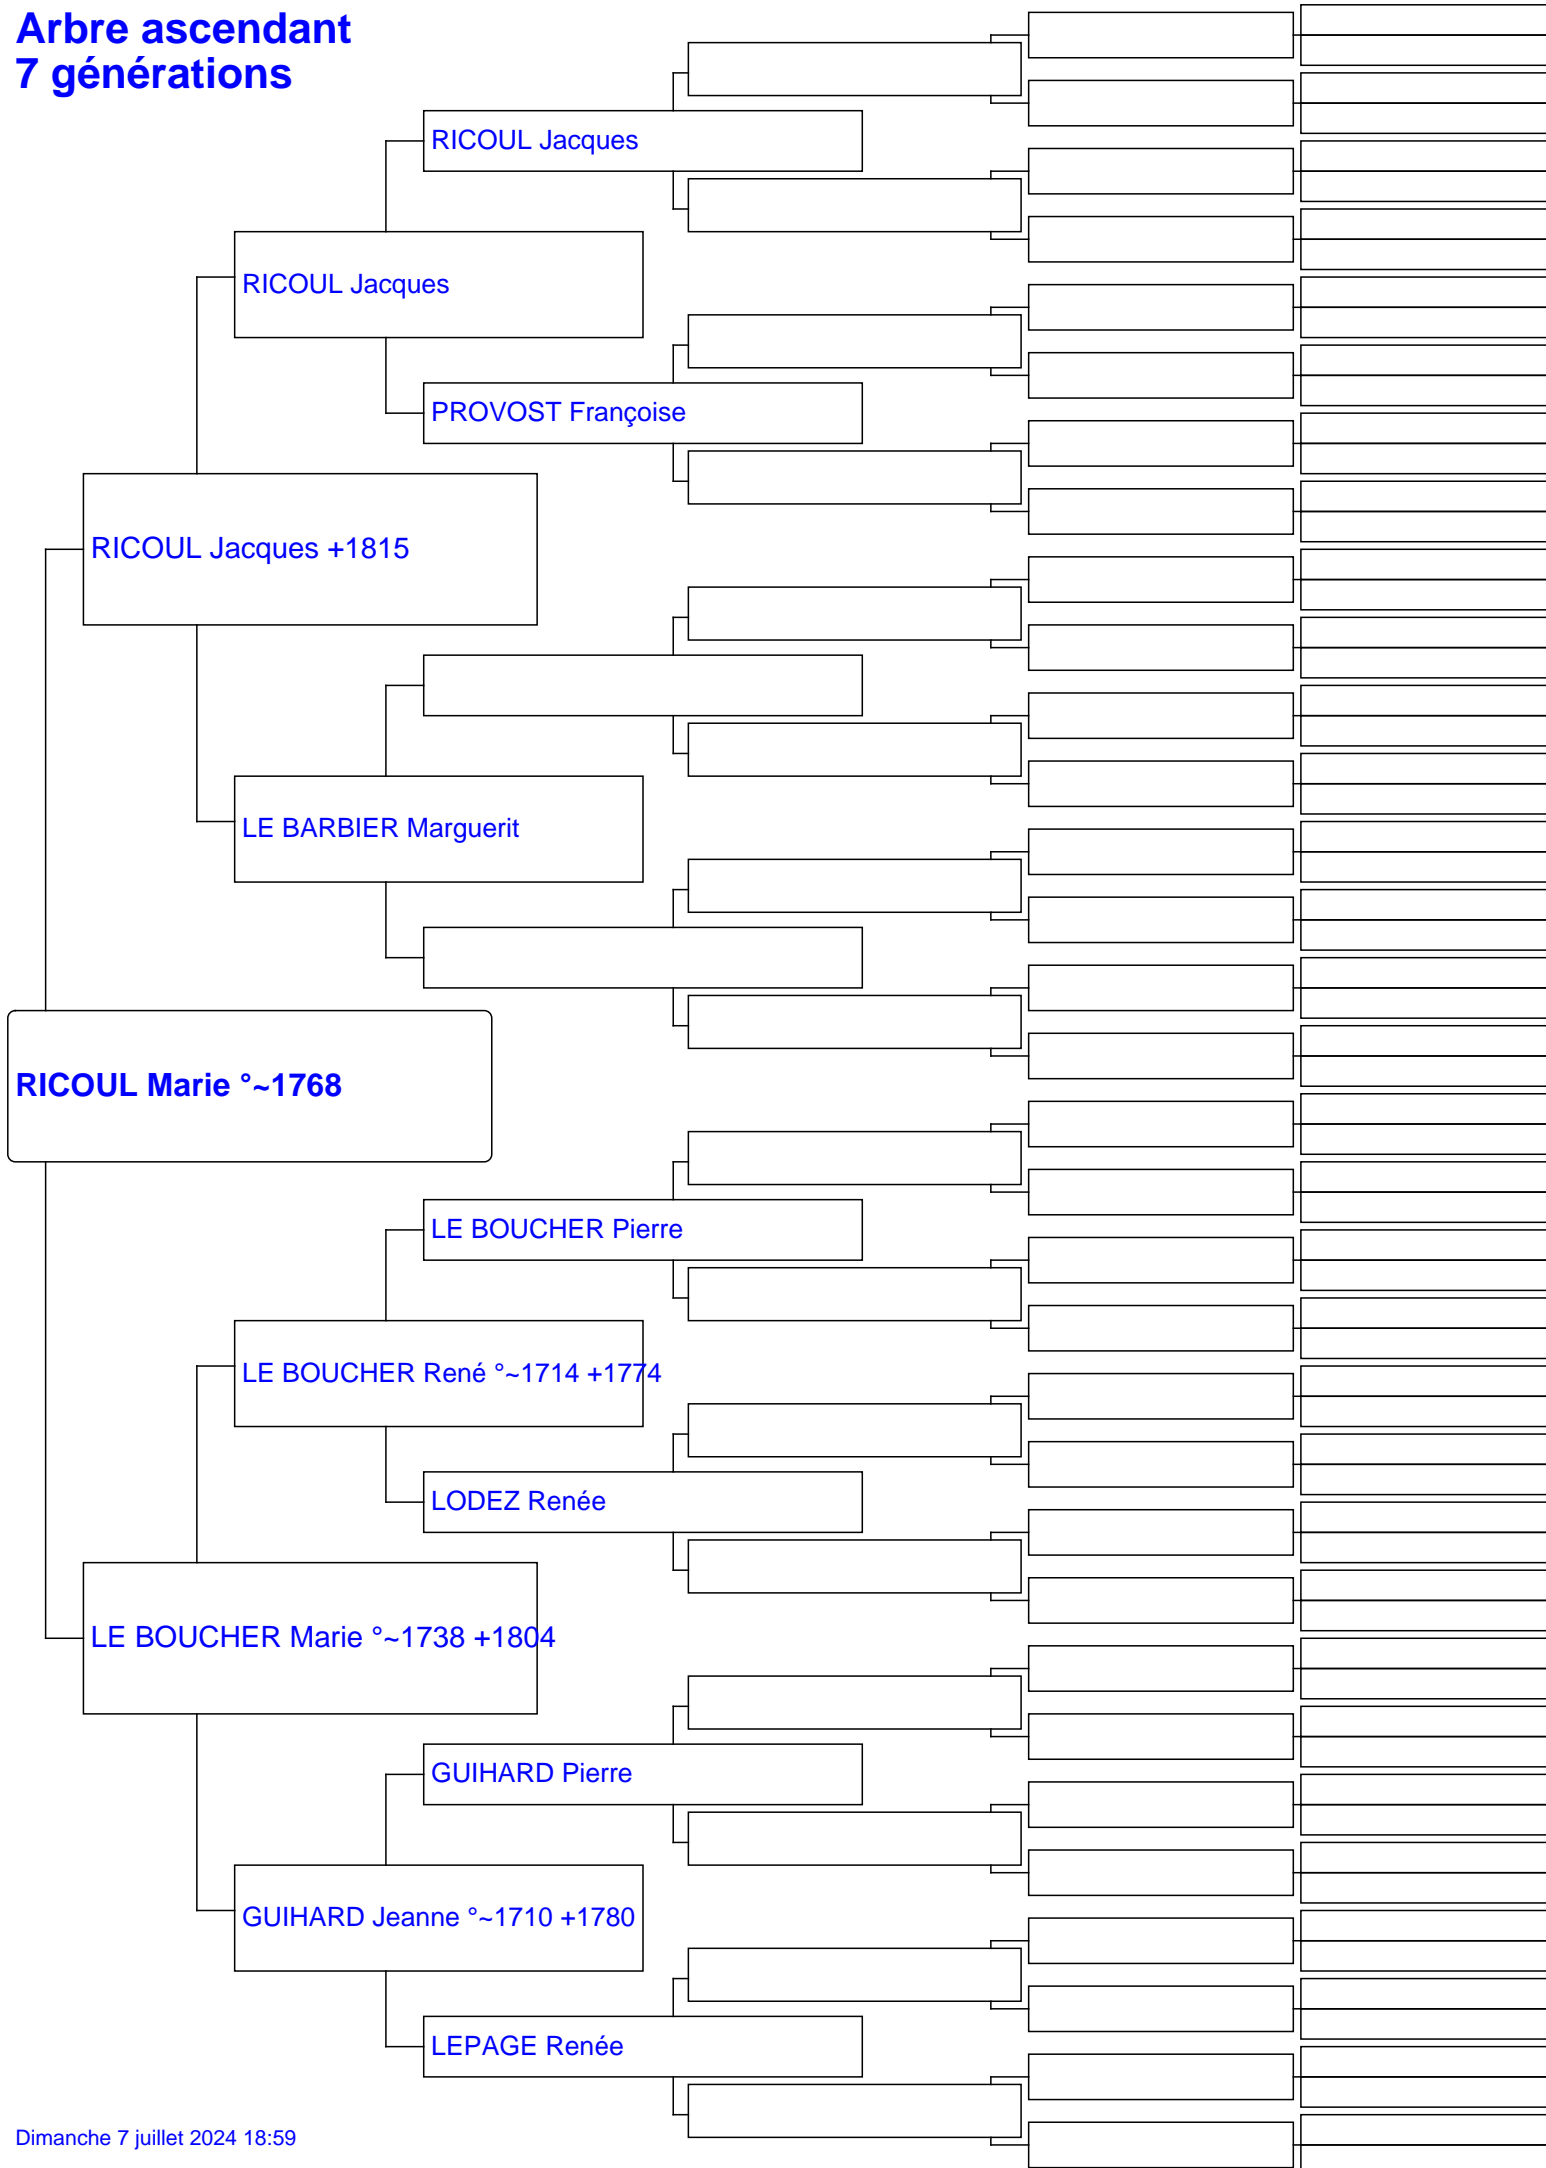 Arbre ascendant
7 générations
RICOUL Jacques
RICOUL Jacques
PROVOST Françoise
RICOUL Jacques +1815
LE BARBIER Marguerit
RICOUL Marie °~1768
LE BOUCHER Pierre
LE BOUCHER René °~1714 +1774
LODEZ Renée
LE BOUCHER Marie °~1738 +1804
GUIHARD Pierre
GUIHARD Jeanne °~1710 +1780
LEPAGE Renée
Dimanche 7 juillet 2024 18:59